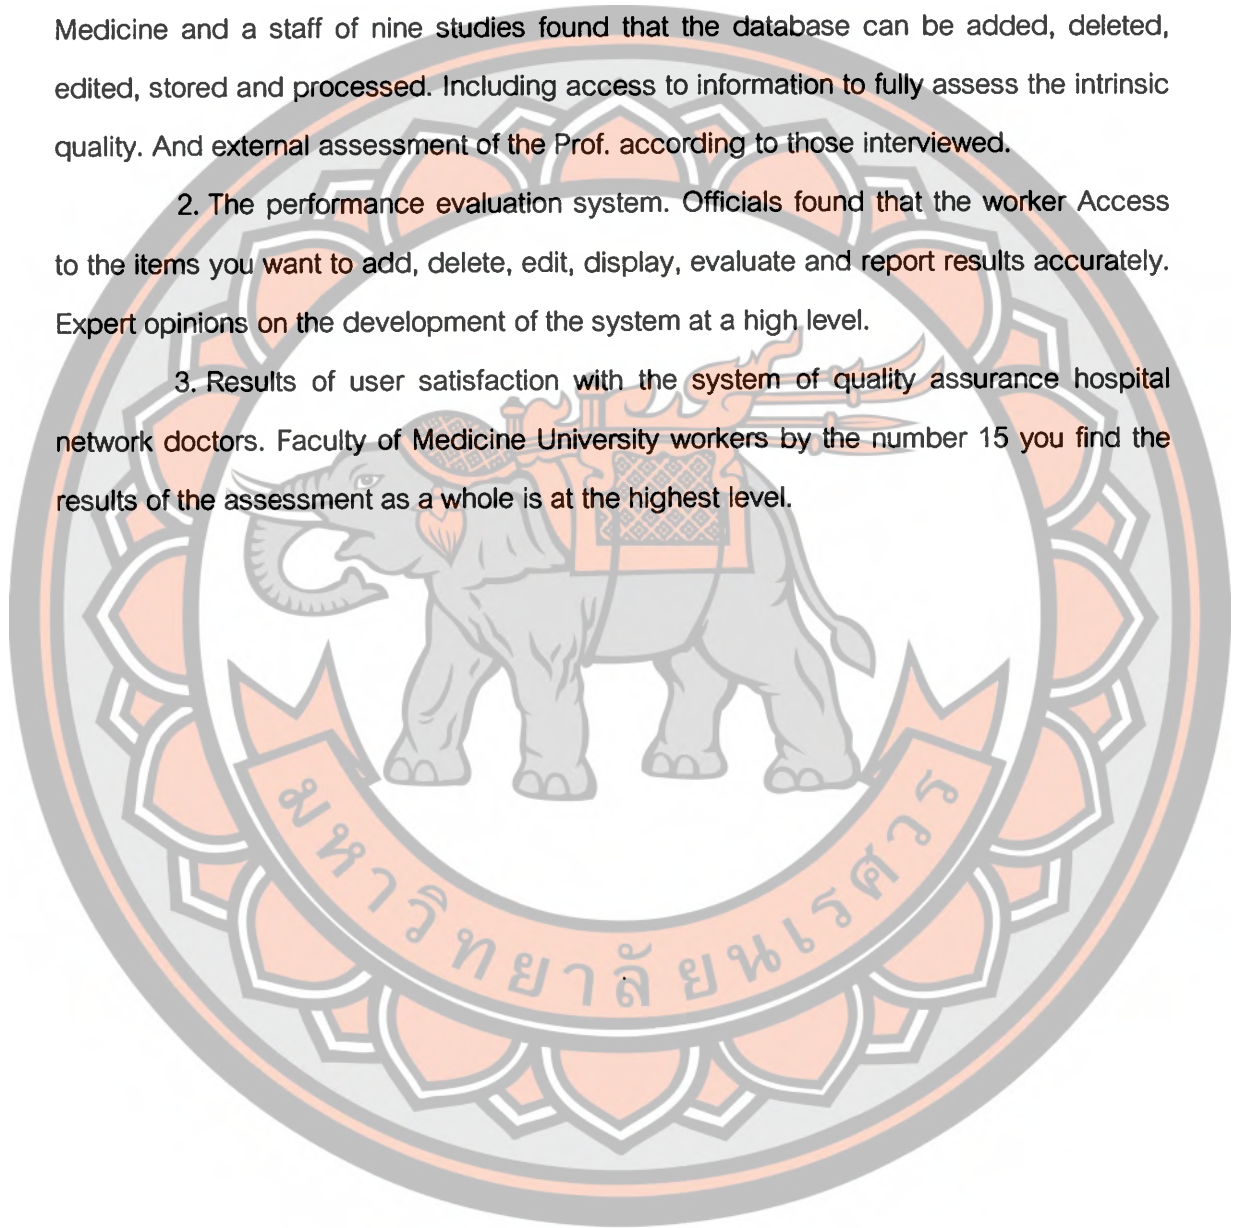 Medicine and a staff of nine studies found that the database can be added, deleted,
edited, stored and processed. Including access to information to fully assess the intrinsic
quality. And external assessment of the Prof. according to those interviewed.
2. The performance evaluation system. Officials found that the worker Access
to the items you want to add, delete, edit, display, evaluate and report results accurately.
Expert opinions on the development of the system at a high level.
3. Results of user satisfaction with the system of quality assurance hospital
network doctors. Faculty of Medicine University workers by the number 15 you find the
results of the assessment as a whole is at the highest level.
มหาวิทยาลัยนเรศวร